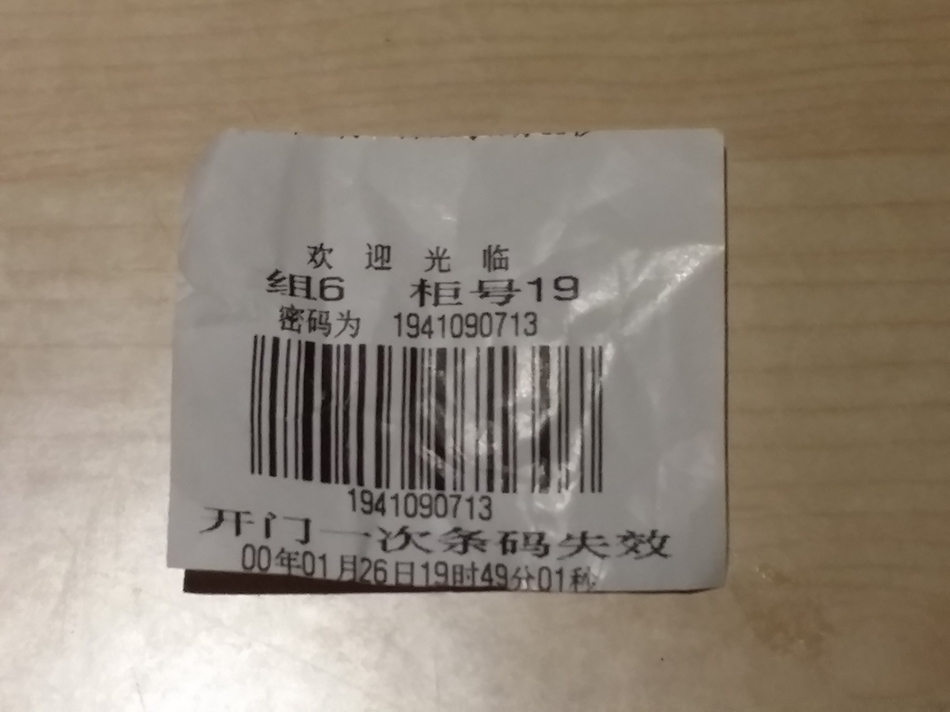 欢迎光临
组6 柜号19
密码为 1941090713
1941090713
开门一次条码失效
00年01月26日19时49分01秒